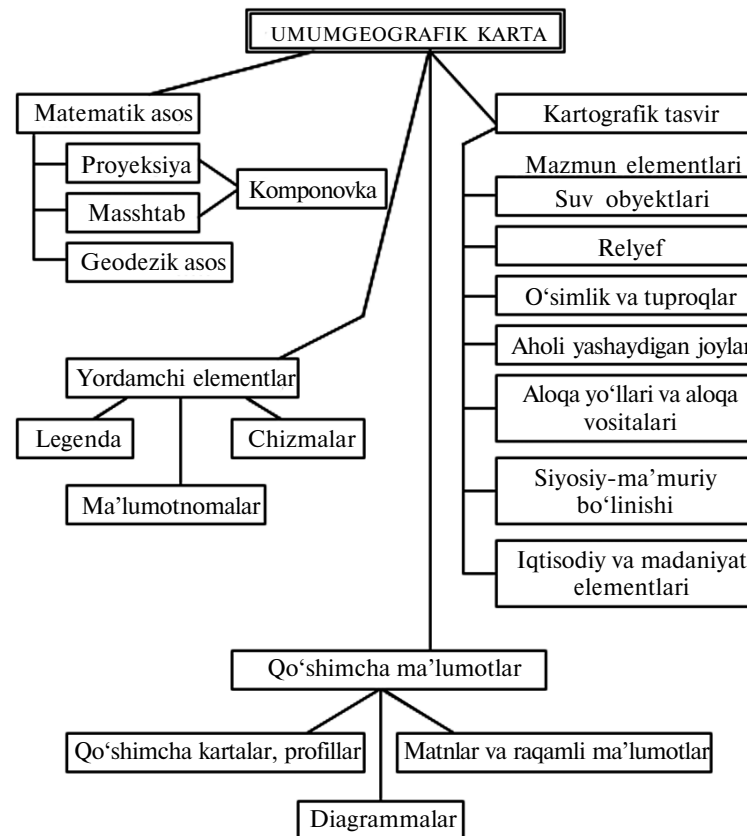 UMUMGEOGRAFIK KARTA
Matematik asos
Proyeksiya
Masshtab
Komponovka
Geodezik asos
Kartografik tasvir
Mazmun elementlari
Suv obyektlari
Relyef
O‘simlik va tuproqlar
Aholi yashaydigan joylar
Aloqa yo‘llari va aloqa
vositalari
Siyosiy-ma’muriy
bo‘linishi
Iqtisodiy va madaniyat
elementlari
Yordamchi elementlar
Legenda
Chizmalar
Ma’lumotnomalar
Qo‘shimcha ma’lumotlar
Qo‘shimcha kartalar, profillar
Matnlar va raqamli ma’lumotlar
Diagrammalar